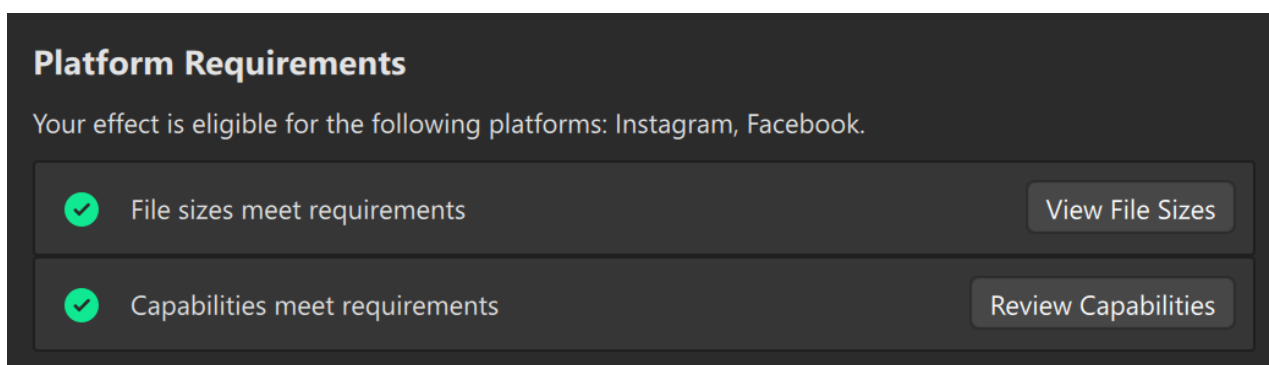 Platform Requirements
Your effect is eligible for the following platforms: Instagram, Facebook.
File sizes meet requirements
View File Sizes
Capabilities meet requirements
Review Capabilities